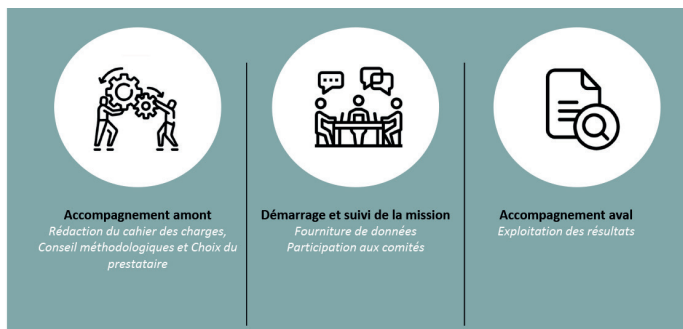 Accompagnement amont
Rédaction du cahier des charges,
Conseil méthodologiques et Choix du
prestataire
Démarrage et suivi de la mission
Fourniture de données
Participation aux comités
Accompagnement aval
Exploitation des résultats